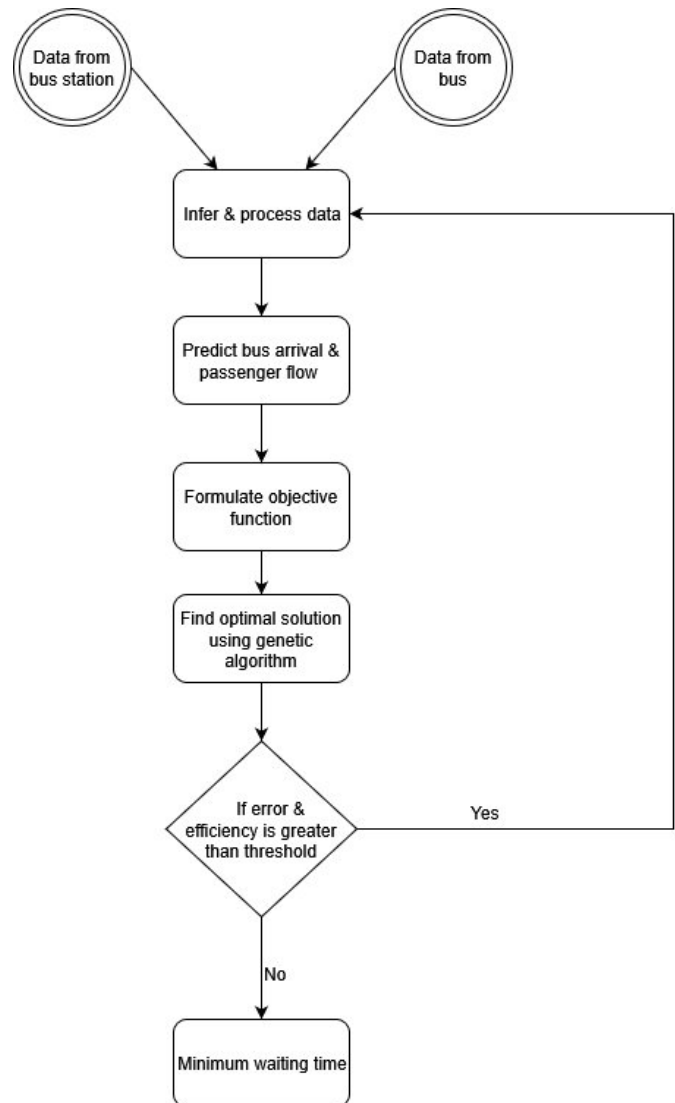 Data from
bus station
Data from
bus
Infer & process data
Predict bus arrival &
passenger flow
Formulate objective
function
Find optimal solution
using genetic
algorithm
If error &
efficiency is greater
than threshold
Yes
No
Minimum waiting time